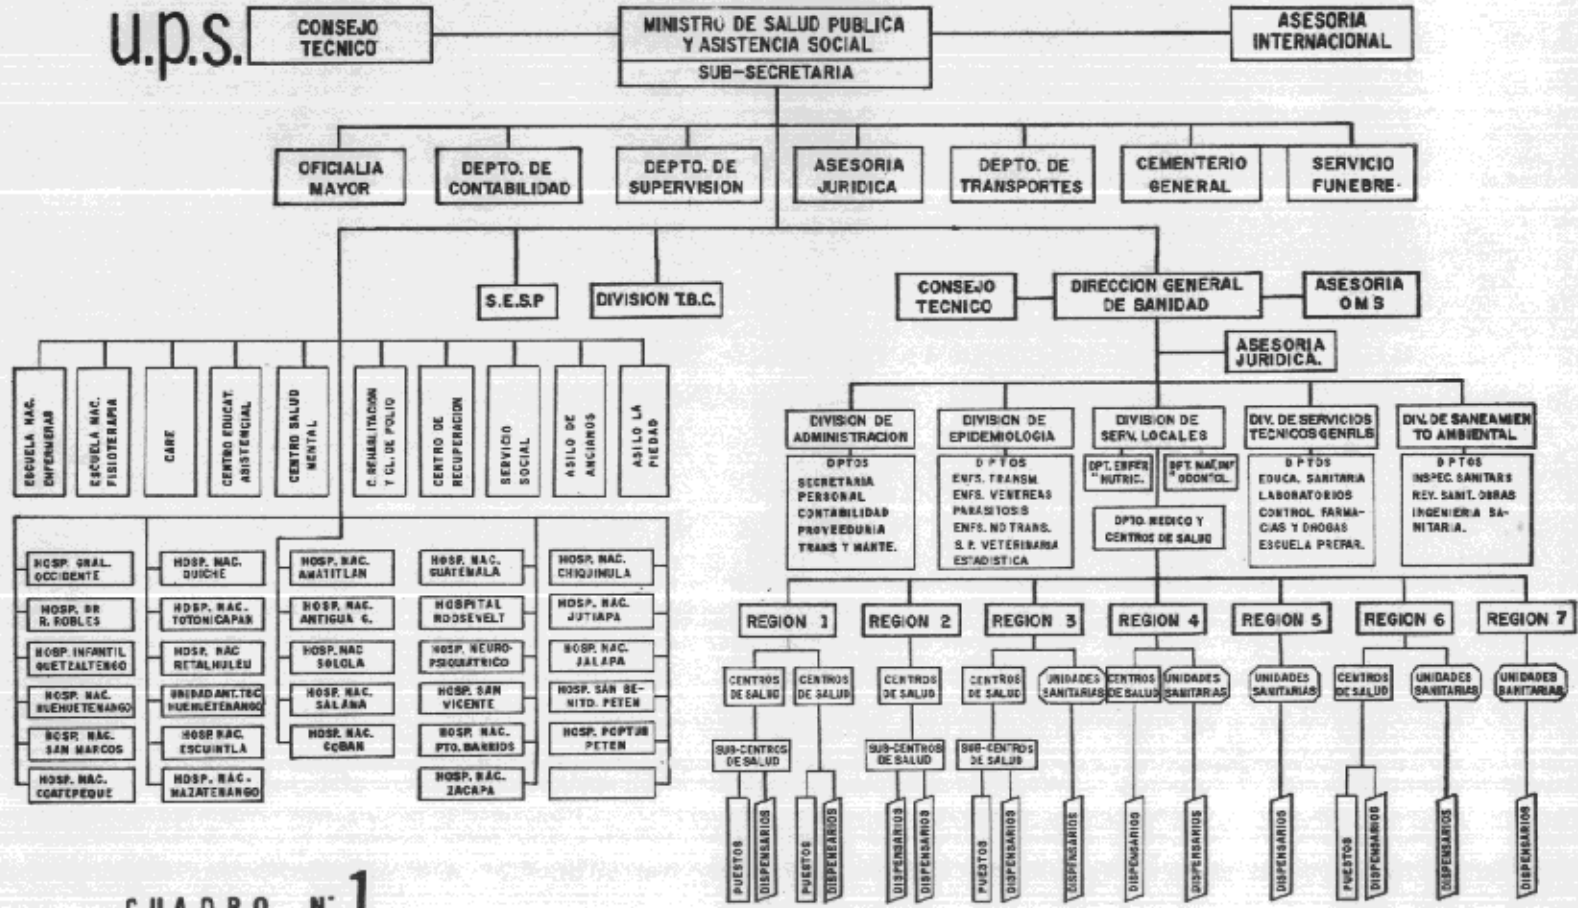 u.p.s.
CONSEJO
TECNICO
MINISTRO DE SALUD PUBLICA
Y ASISTENCIA SOCIAL
SUB-SECRETARIA
ASESORIA
INTERNACIONAL
OFICIALIA
MAYOR
DEPTO. DE
CONTABILIDAD
DEPTO. DE
SUPERVISION
ASESORIA
JURIDICA
DEPTO. DE
TRANSPORTES
CEMENTERIO
GENERAL
SERVICIO
FUNEBRE.
S.E.S.P
DIVISION T.B.C.
CONSEJO
TECNICO
DIRECCION GENERAL
DE SANIDAD
ASESORIA
OMS
ASESORIA
JURIDICA.
ESCUELA NAC.
ENFERMERAS
ESCUELA NAC.
FISIOTERAPIA
CARE
CENTRO EDUCAT.
ASISTENCIAL
CENTRO SALUD
MENTAL
C. REHABILITACION
Y CL. DE POLIO
CENTRO DE
RECUPERACION
SERVICIO
SOCIAL
ASILO DE
ANCIANOS
ASILO LA
PIEDAD
DIVISION DE
ADMINISTRACION
DPTOS
SECRETARIA
PERSONAL
CONTABILIDAD
PROVEEDURIA
TRANS Y MANTE.
DIVISION DE
EPIDEMIOLOGIA
DPTOS
ENFS. TRANSM.
ENFS. VENEREAS
PARASITOSIS
ENFS. NO TRANS.
S. P. VETERINARIA
ESTADISTICA
DIVISION DE
SERV. LOCALES
DPT. ENFER
NUTRIC.
DPT. MAT. INF
ODONTOL.
DPTO. MEDICO Y
CENTROS DE SALUD
DIV. DE SERVICIOS
TECNICOS GENRLS
DPTOS
EDUCA. SANITARIA
LABORATORIOS
CONTROL FARMA-
CIAS Y DROGAS
ESCUELA PREPAR.
DIV. DE SANEAMIEN
TO AMBIENTAL
DPTOS
INSPEC. SANITARS
REV. SANIT. OBRAS
INGENIERIA SA-
NITARIA.
HOSP. GRAL.
OCCIDENTE
HOSP. DR
R. ROBLES
HOSP. INFANTIL
QUETZALTENGO
HOSP. NAC.
HUEHUETENANGO
HOSP. NAC.
SAN MARCOS
HOSP. NAC.
COATEPEQUE
HOSP. NAC.
QUICHE
HOSP. NAC.
TOTONICAPAN
HOSP. NAC
RETALHULEU
UNIDAD ANT. TBC
HUEHUETENANGO
HOSP. NAC.
ESCUINTLA
HOSP. NAC.
MAZATENANGO
HOSP. NAC.
AMATITLAN
HOSP. NAC.
ANTIGUA G.
HOSP. NAC
SOLOLA
HOSP. NAC.
SALAMA
HOSP. NAC.
COBAN
HOSP. NAC.
GUATEMALA
HOSPITAL
ROOSEVELT
HOSP. NEURO-
PSIQUIATRICO
HOSP. SAN
VICENTE
HOSP. NAC.
PTO. BARRIOS
HOSP. NAC.
ZACAPA
HOSP. NAC.
CHIQUIMULA
HOSP. NAC.
JUTIAPA
HOSP. NAC.
JALAPA
HOSP. SAN BE-
NITO. PETEN
HOSP. POPTUN
PETEN
REGION 1
REGION 2
REGION 3
REGION 4
REGION 5
REGION 6
REGION 7
CENTROS
DE SALUD
CENTROS
DE SALUD
CENTROS
DE SALUD
CENTROS
DE SALUD
UNIDADES
SANITARIAS
CENTROS
DE SALUD
UNIDADES
SANITARIAS
UNIDADES
SANITARIAS
CENTROS
DE SALUD
UNIDADES
SANITARIAS
UNIDADES
SANITARIAS
SUB-CENTROS
DE SALUD
SUB-CENTROS
DE SALUD
SUB-CENTROS
DE SALUD
PUESTOS
DISPENSARIOS
PUESTOS
DISPENSARIOS
DISPENSARIOS
DISPENSARIOS
PUESTOS
DISPENSARIOS
DISPENSARIOS
DISPENSARIOS
DISPENSARIOS
DISPENSARIOS
PUESTOS
DISPENSARIOS
DISPENSARIOS
DISPENSARIOS
CUADRO Nº 1